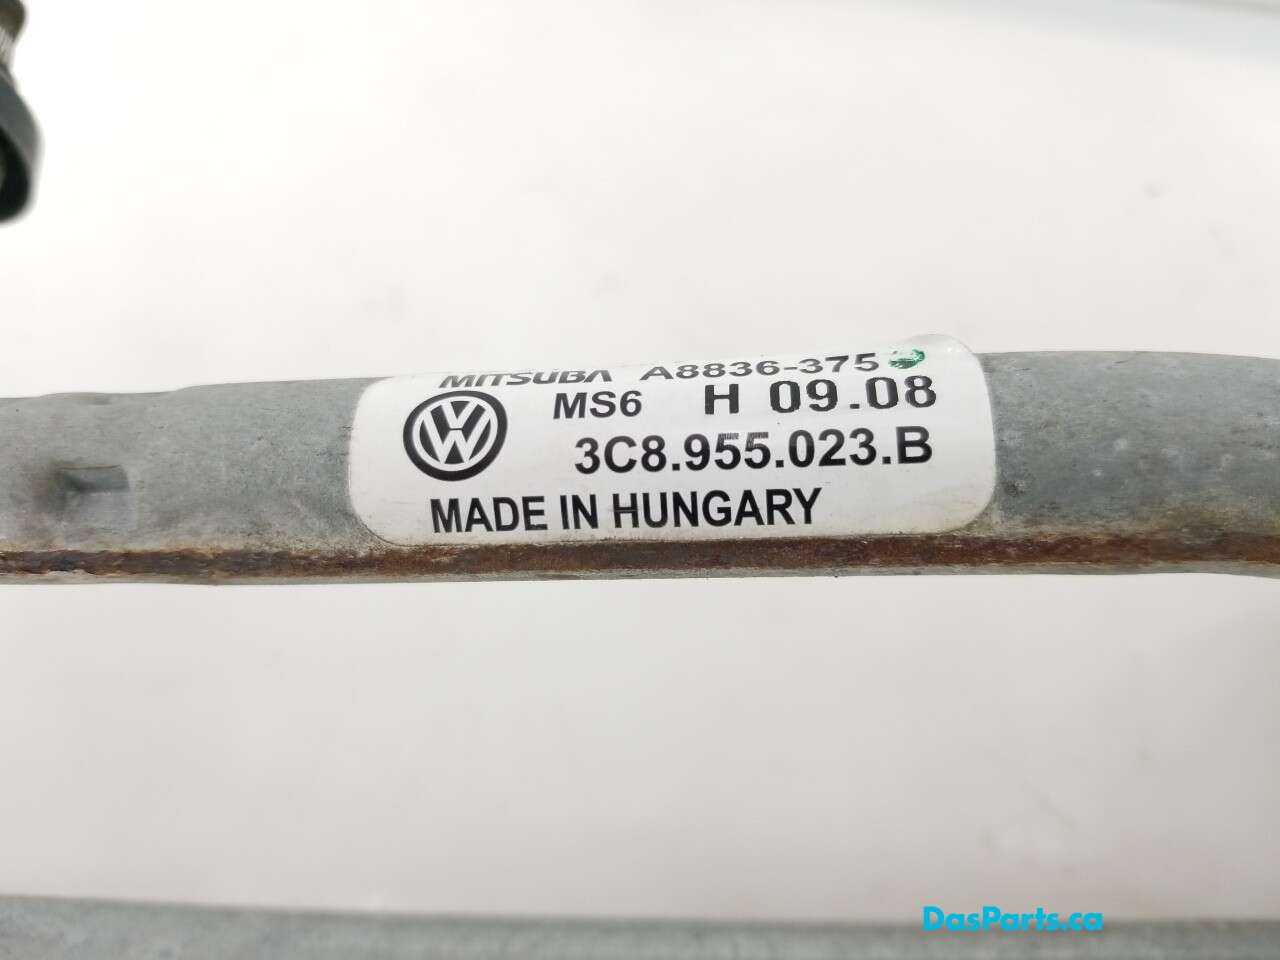 MITSUBA A8836-375
MS6 H 09.08
3C8.955.023.B
MADE IN HUNGARY
DasParts.ca